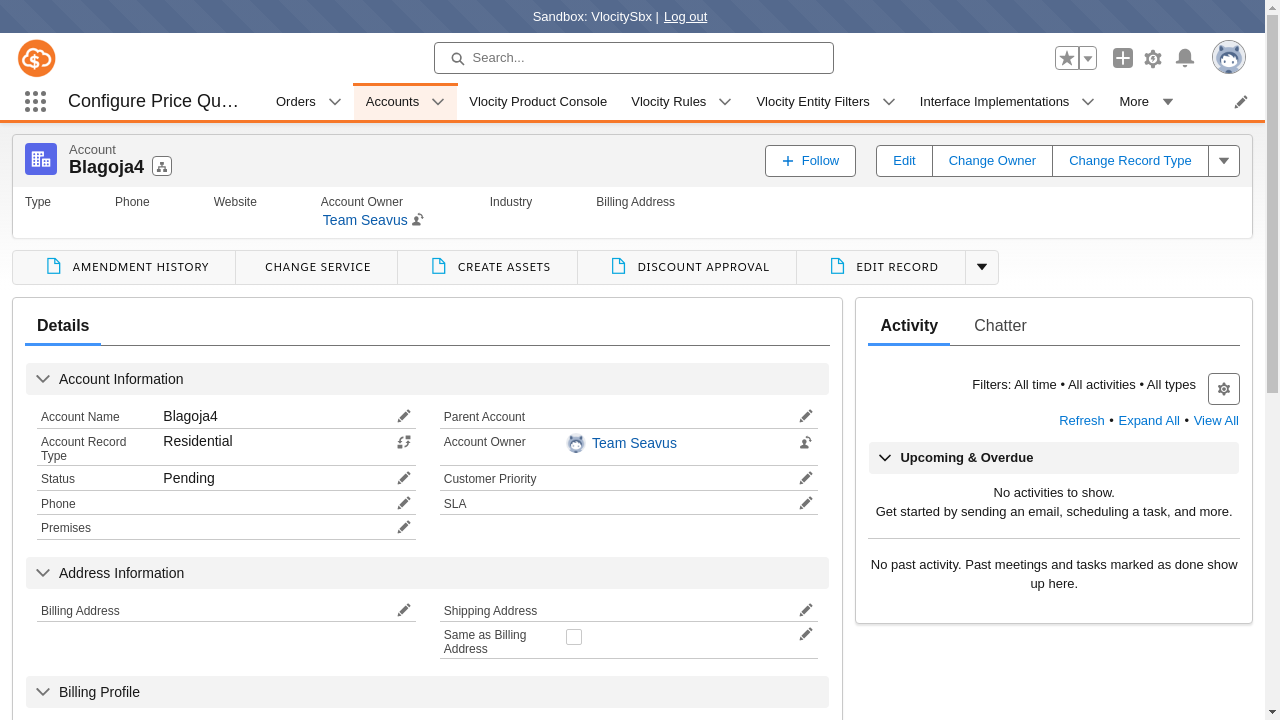 Sandbox: VlocitySbx | Log out
Search...
Configure Price Qu…
Orders
Accounts
Vlocity Product Console
Vlocity Rules
Vlocity Entity Filters
Interface Implementations
More
Account
Blagoja4
Follow
Edit
Change Owner
Change Record Type
Type
Phone
Website
Account Owner
Industry
Billing Address
Team Seavus
AMENDMENT HISTORY
CHANGE SERVICE
CREATE ASSETS
DISCOUNT APPROVAL
EDIT RECORD
Details
Account Information
Account Name
Blagoja4
Parent Account
Account Record
Type
Residential
Account Owner
Team Seavus
Status
Pending
Customer Priority
Phone
SLA
Premises
Address Information
Billing Address
Shipping Address
Same as Billing
Address
Billing Profile
Activity
Chatter
Filters: All time • All activities • All types
Refresh • Expand All • View All
Upcoming & Overdue
No activities to show.
Get started by sending an email, scheduling a task, and more.
No past activity. Past meetings and tasks marked as done show
up here.